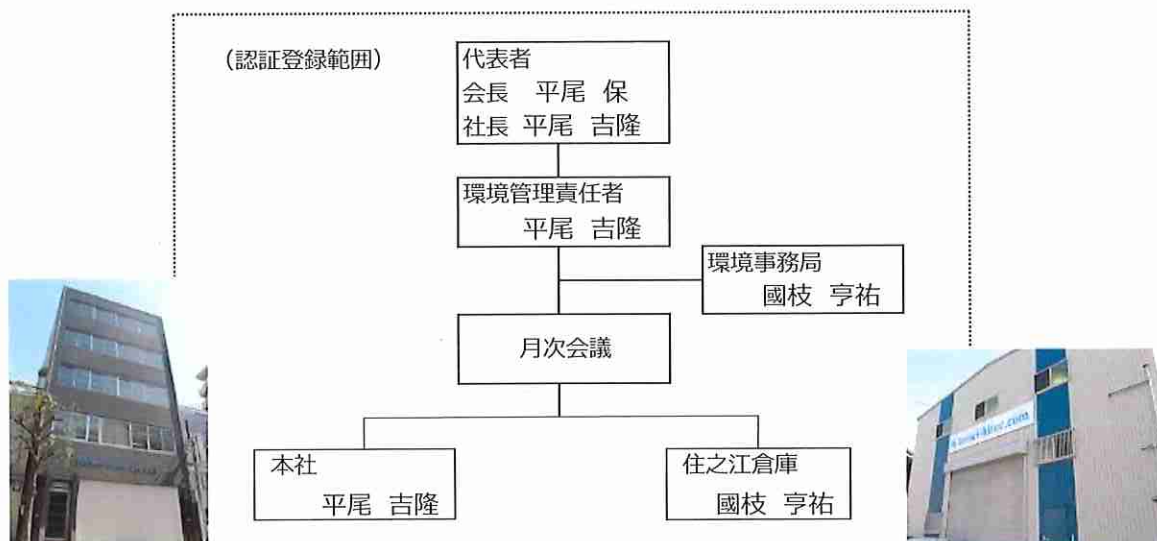 (認証登録範囲)
代表者
会長 平尾 保
社長 平尾 吉隆
環境管理責任者
平尾 吉隆
環境事務局
國枝 亨祐
月次会議
本社
平尾 吉隆
住之江倉庫
國枝 亨祐